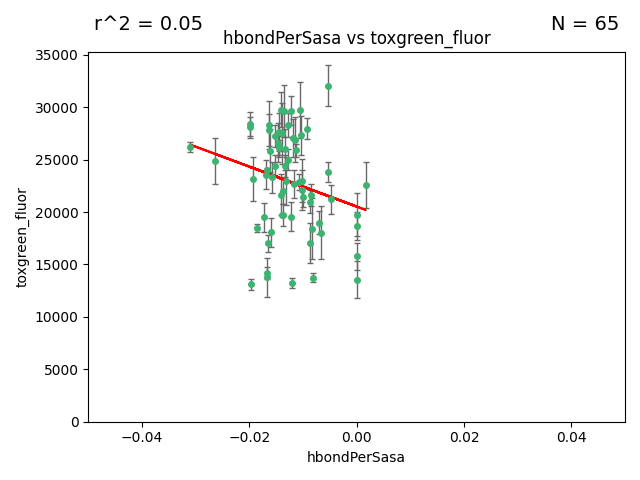 r^2 = 0.05
N = 65
hbondPerSasa vs toxgreen_fluor
35000
30000
25000
20000
15000
10000
5000
0
toxgreen_fluor
−0.04
−0.02
0.00
0.02
0.04
hbondPerSasa